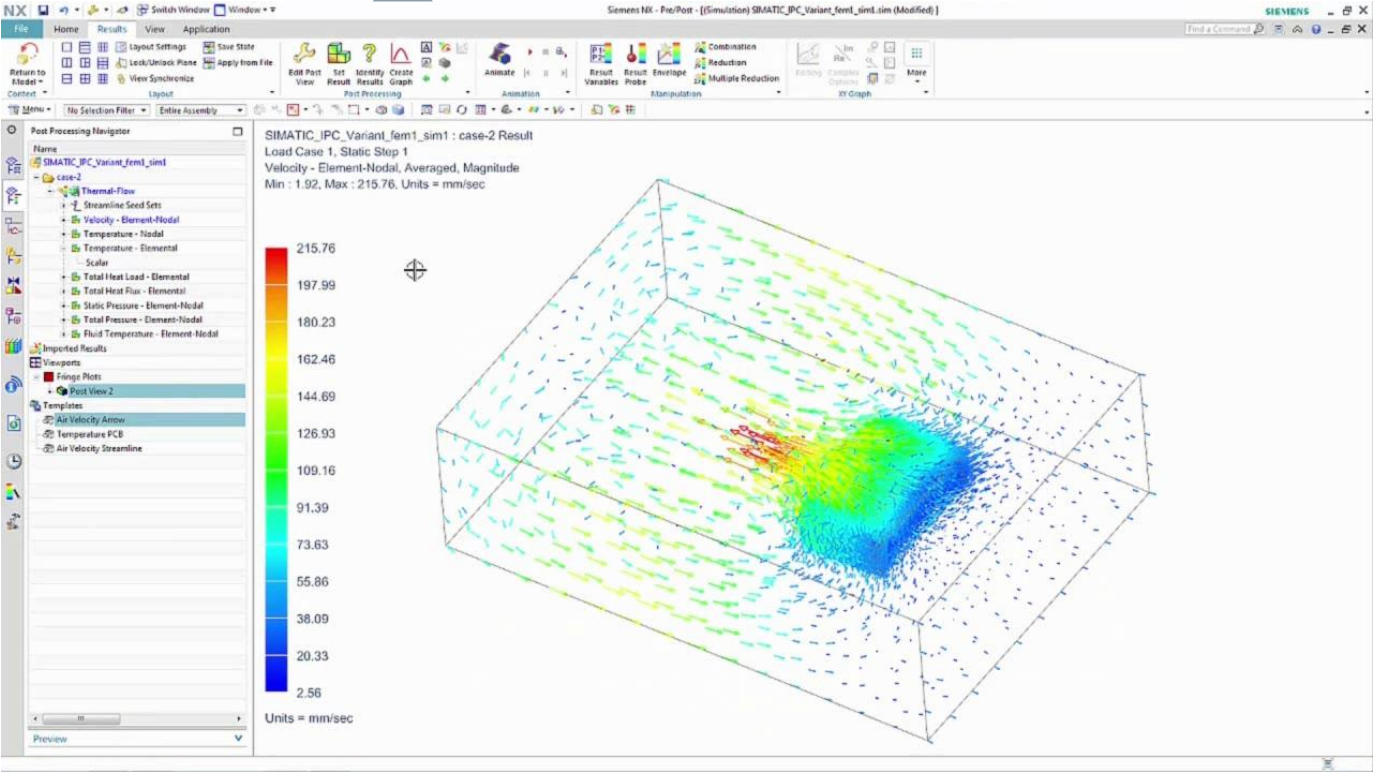 NX Switch Window Window Siemens NX - Pre/Post - [(Simulation) SIMATIC_IPC_Variant_fem1_sim1.sim (Modified) ] SIEMENS
File Home Results View Application Find a Command
Return to Model
Context
Layout Settings
Lock/Unlock Plane
View Synchronize
Save State
Apply from File
Layout
Edit Post View
Set Result
Identify Results
Create Graph
Post Processing
Animate
Animation
Result Variables
Result Probe
Envelope
Combination
Reduction
Multiple Reduction
Manipulation
Editing
Complex Options
XY Graph
More
Menu No Selection Filter Entire Assembly
Post Processing Navigator
Name
SIMATIC_IPC_Variant_fem1_sim1
case-2
Thermal-Flow
Streamline Seed Sets
Velocity - Element-Nodal
Temperature - Nodal
Temperature - Elemental
Scalar
Total Heat Load - Elemental
Total Heat Flux - Elemental
Static Pressure - Element-Nodal
Total Pressure - Element-Nodal
Fluid Temperature - Element-Nodal
Imported Results
Viewports
Fringe Plots
Post View 2
Templates
Air Velocity Arrow
Temperature PCB
Air Velocity Streamline
Preview
SIMATIC_IPC_Variant_fem1_sim1 : case-2 Result
Load Case 1, Static Step 1
Velocity - Element-Nodal, Averaged, Magnitude
Min : 1.92, Max : 215.76, Units = mm/sec
215.76
197.99
180.23
162.46
144.69
126.93
109.16
91.39
73.63
55.86
38.09
20.33
2.56
Units = mm/sec